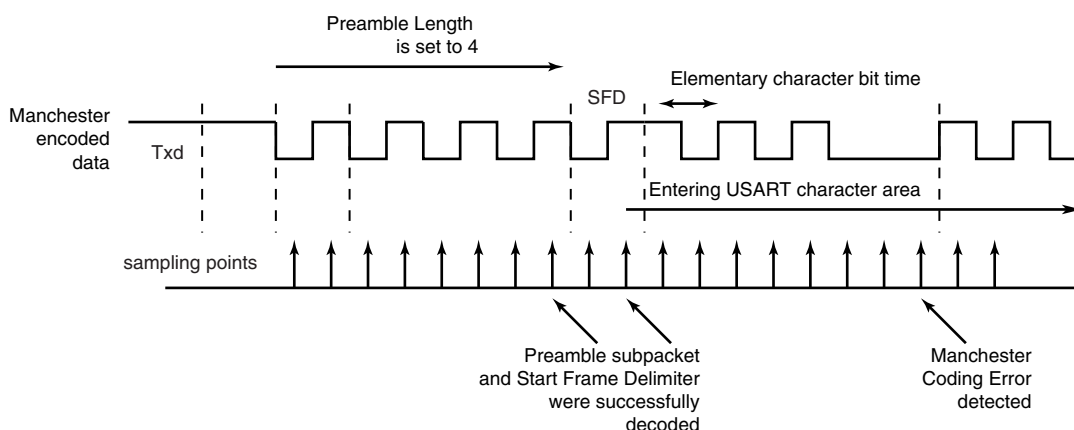 Preamble Length
is set to 4
Elementary character bit time
SFD
Manchester
encoded
data
Txd
Entering USART character area
sampling points
Preamble subpacket
and Start Frame Delimiter
were successfully
decoded
Manchester
Coding Error
detected